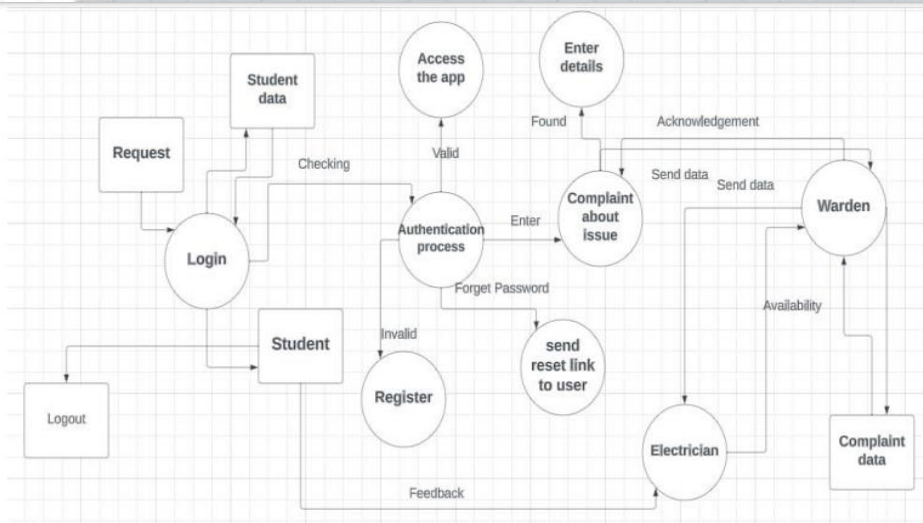 Access
the app
Enter
details
Student
data
Found
Acknowledgement
Request
Valid
Checking
Send data
Send data
Complaint
about
issue
Warden
Enter
Authentication
process
Login
Forget Password
Availability
Invalid
Student
send
reset link
to user
Register
Logout
Electrician
Complaint
data
Feedback